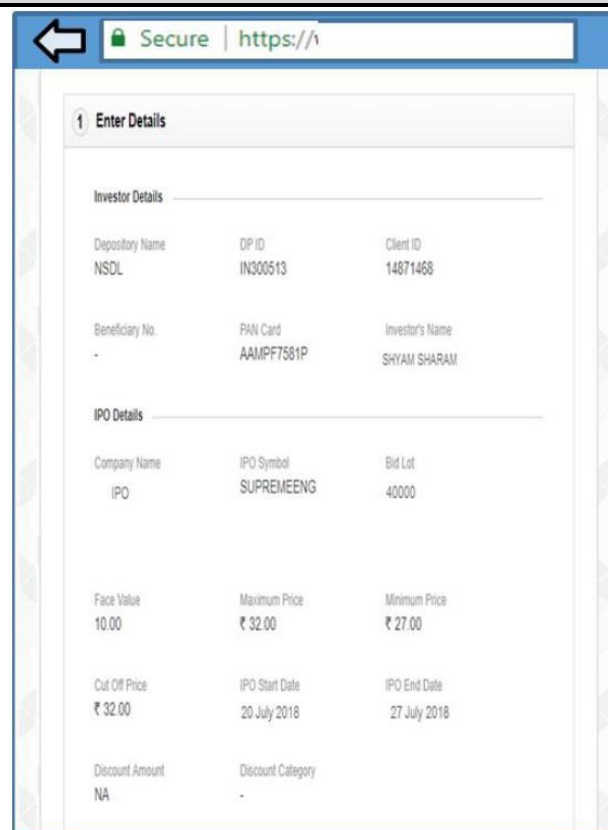 Secure | https://
1 Enter Details
Investor Details
Depository Name DP ID Client ID
NSDL IN300513 14871468
Beneficiary No. PAN Card Investor's Name
- AAMPF7581P SHYAM SHARAM
IPO Details
Company Name IPO Symbol Bid Lot
IPO SUPREMEENG 40000
Face Value Maximum Price Minimum Price
10.00 ₹ 32.00 ₹ 27.00
Cut Off Price IPO Start Date IPO End Date
₹ 32.00 20 July 2018 27 July 2018
Discount Amount Discount Category
NA -